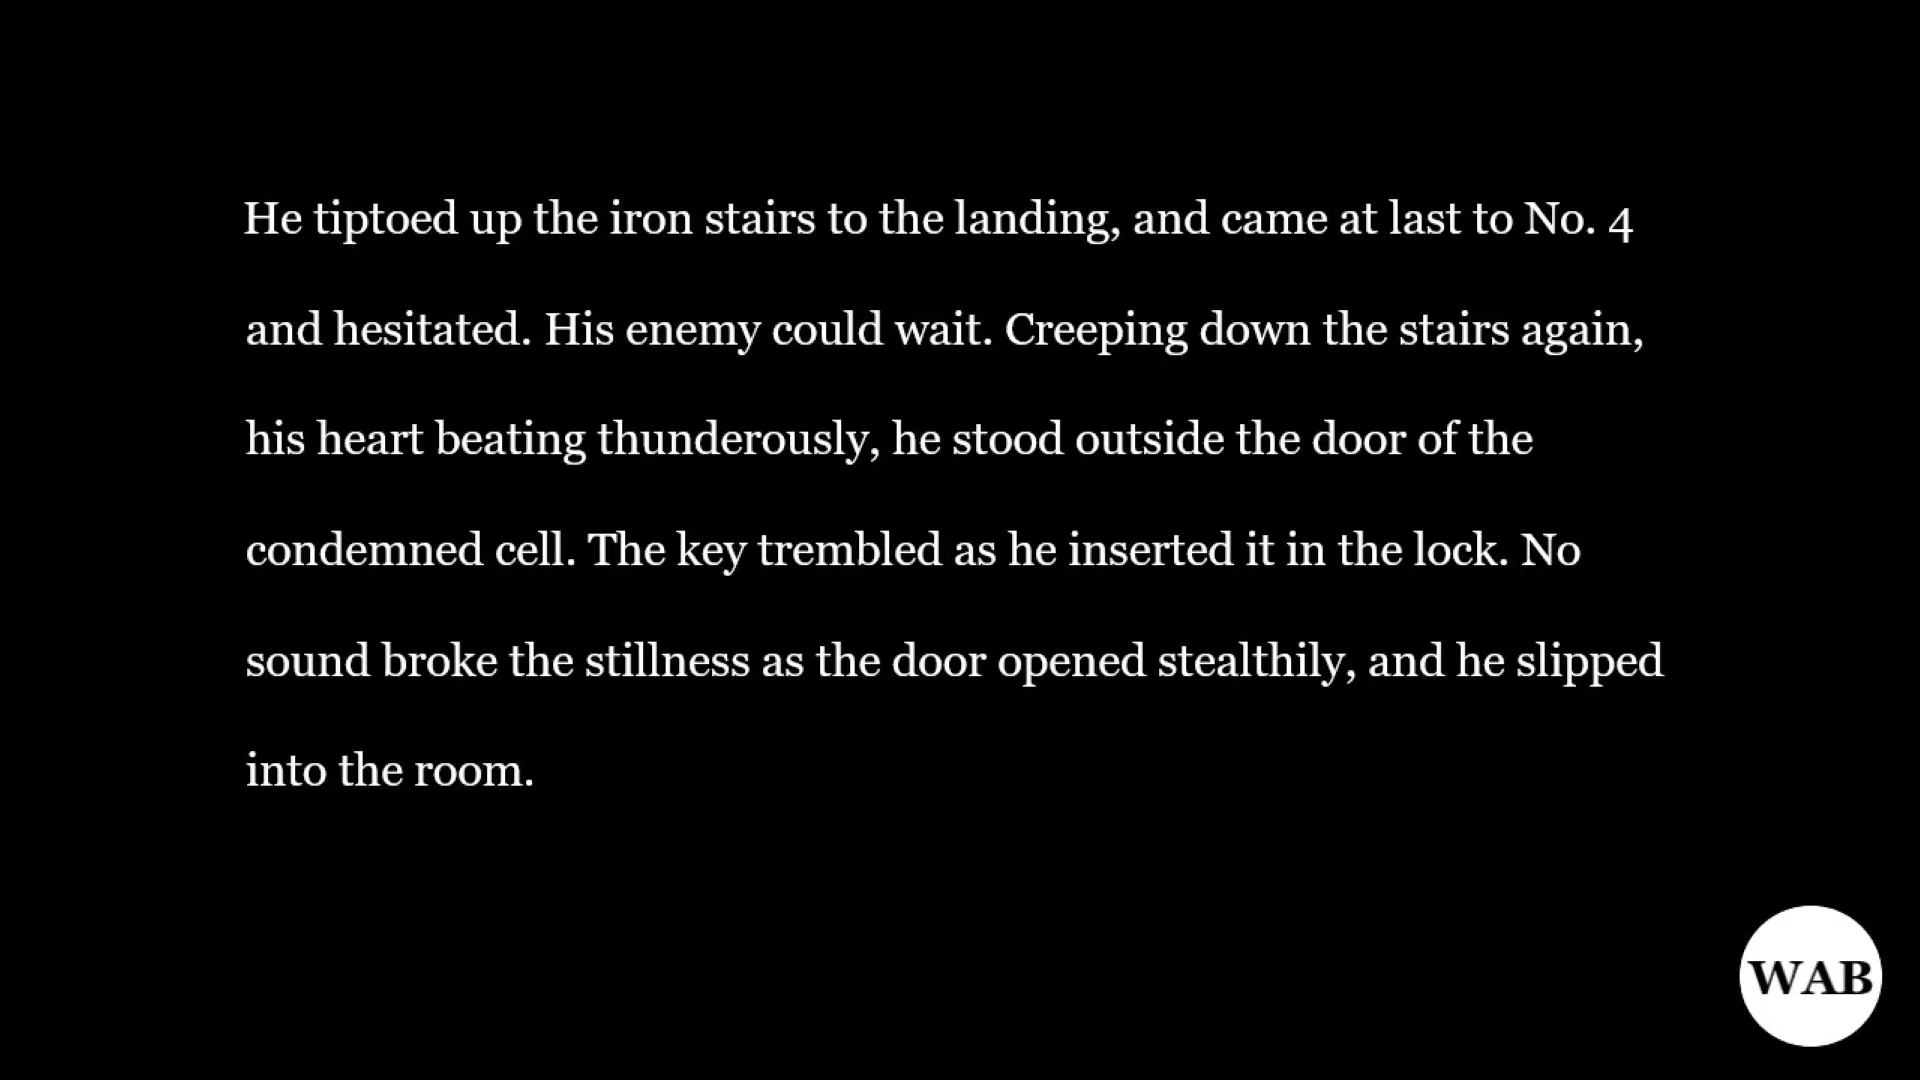 He tiptoed up the iron stairs to the landing, and came at last to No. 4
and hesitated. His enemy could wait. Creeping down the stairs again,
his heart beating thunderously, he stood outside the door of the
condemned cell. The key trembled as he inserted it in the lock. No
sound broke the stillness as the door opened stealthily, and he slipped
into the room.
WAB